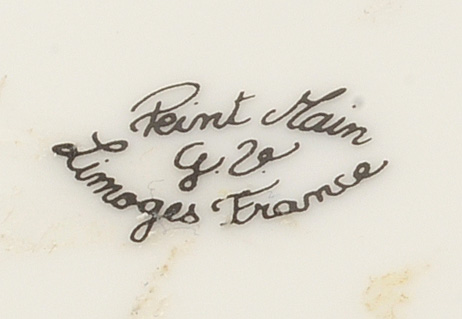 Peint Main
G. V.
Limoges France